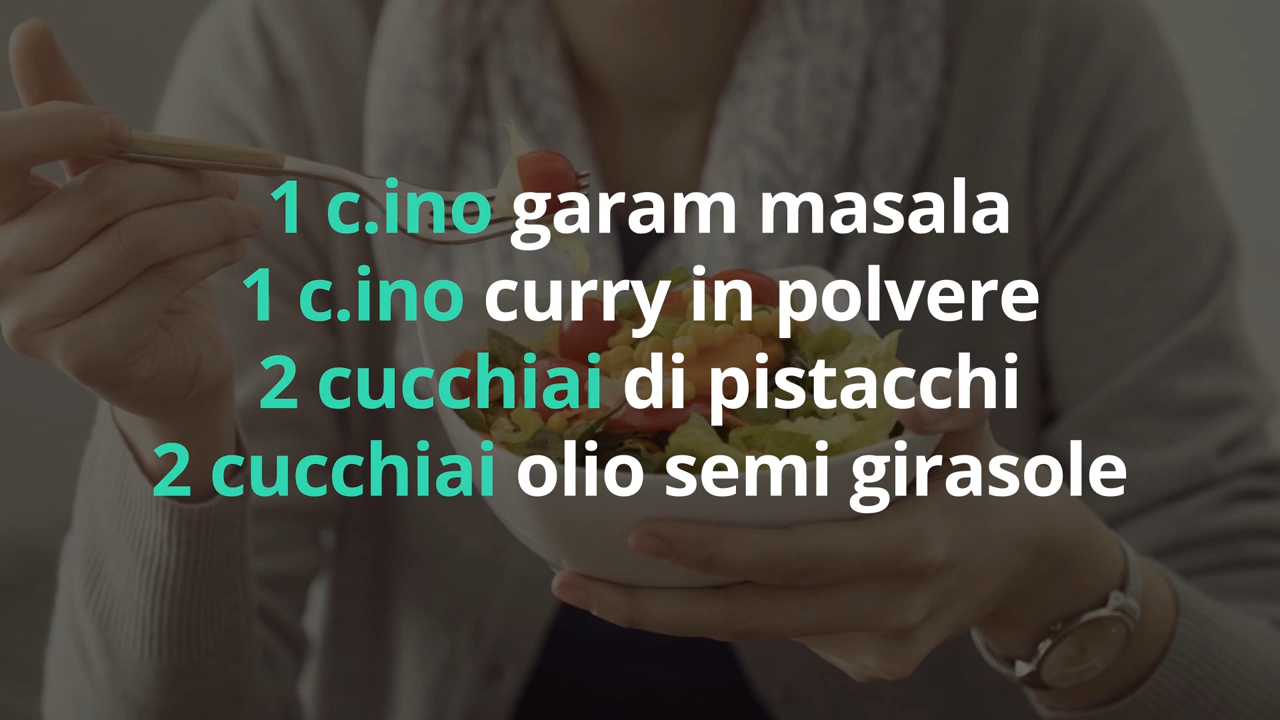 1 c.ino garam masala
1 c.ino curry in polvere
2 cucchiai di pistacchi
2 cucchiai olio semi girasole